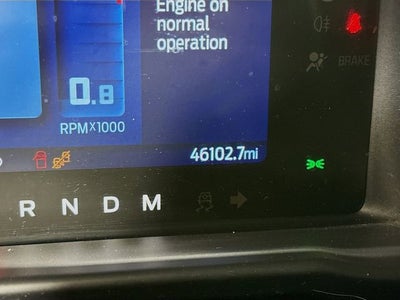 Engine on
normal
operation
BRAKE
0.8
RPMX1000
46102.7mi
R N D M